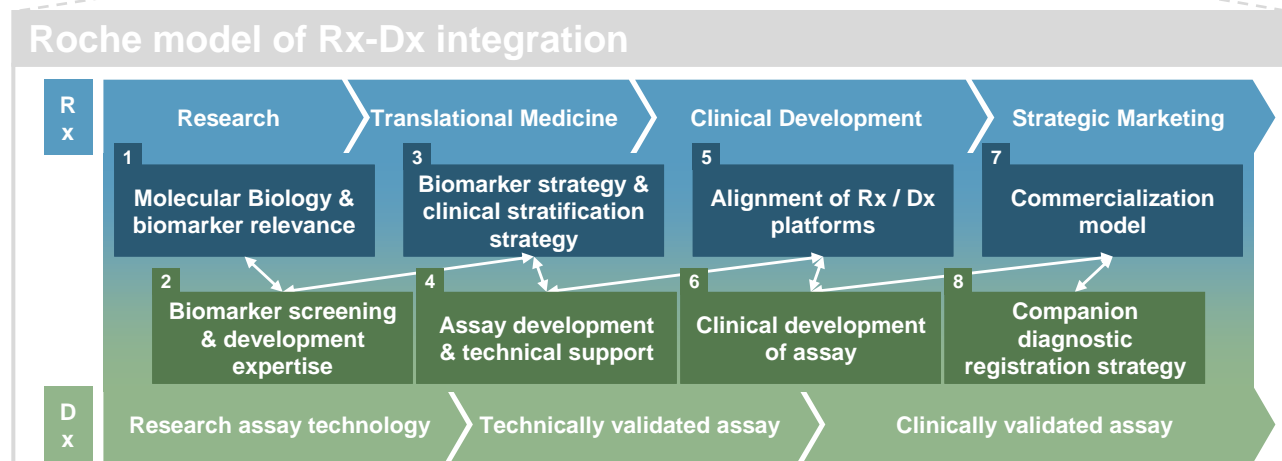 Roche model of Rx-Dx integration
R
x
Research
Translational Medicine
Clinical Development
Strategic Marketing
1
Molecular Biology &
biomarker relevance
3
Biomarker strategy &
clinical stratification
strategy
5
Alignment of Rx / Dx
platforms
7
Commercialization
model
2
Biomarker screening
& development
expertise
4
Assay development
& technical support
6
Clinical development
of assay
8
Companion
diagnostic
registration strategy
D
x
Research assay technology
Technically validated assay
Clinically validated assay